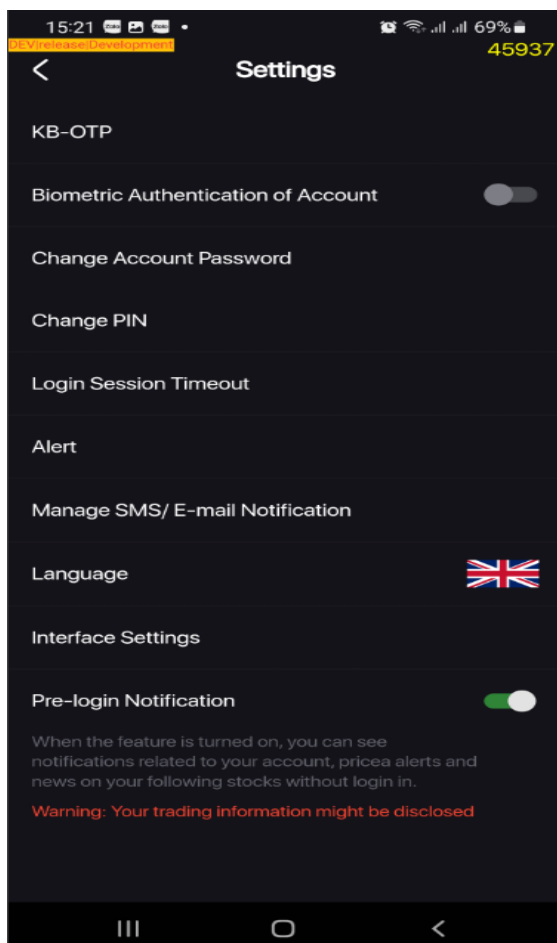 15:21 Zalo Zalo 69%
DEV|release|Development
45937
Settings
KB-OTP
Biometric Authentication of Account
Change Account Password
Change PIN
Login Session Timeout
Alert
Manage SMS/ E-mail Notification
Language
Interface Settings
Pre-login Notification
When the feature is turned on, you can see
notifications related to your account, pricea alerts and
news on your following stocks without login in.
Warning: Your trading information might be disclosed